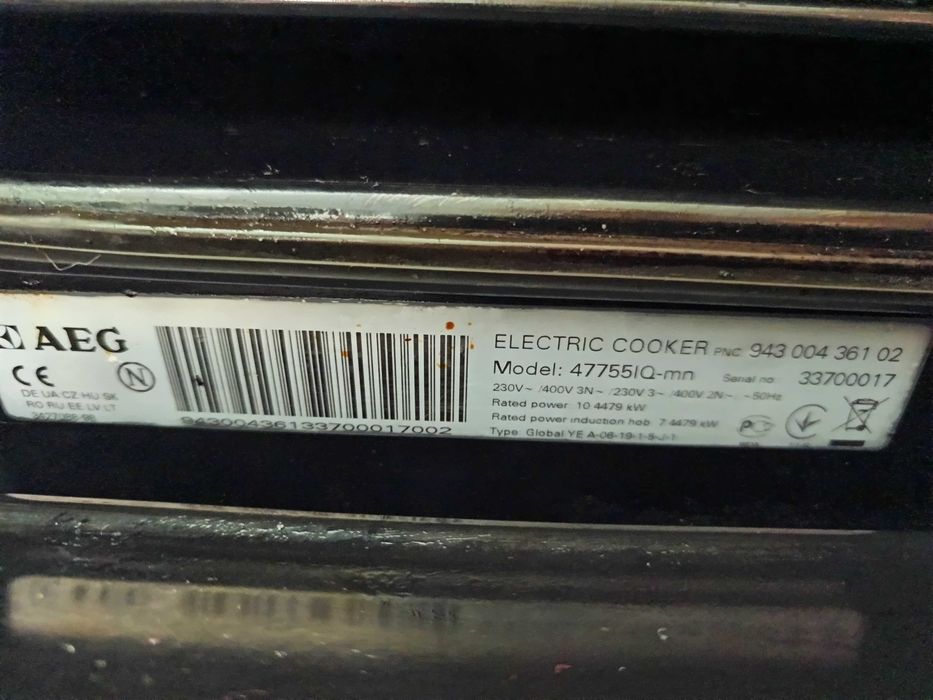 AEG
CE
N
DE UA CZ HU SK
RO RU EE LV LT
94300436133700017002
ELECTRIC COOKER PNC 943 004 361 02
Model: 47755IQ-mn Serial no 33700017
230V~ /400V 3N~ /230V 3~ /400V 2N~ ~50Hz
Rated power 10.4479 kW
Rated power induction hob 7.4479 kW
Type Global YE A-06-19-1-5-J-1